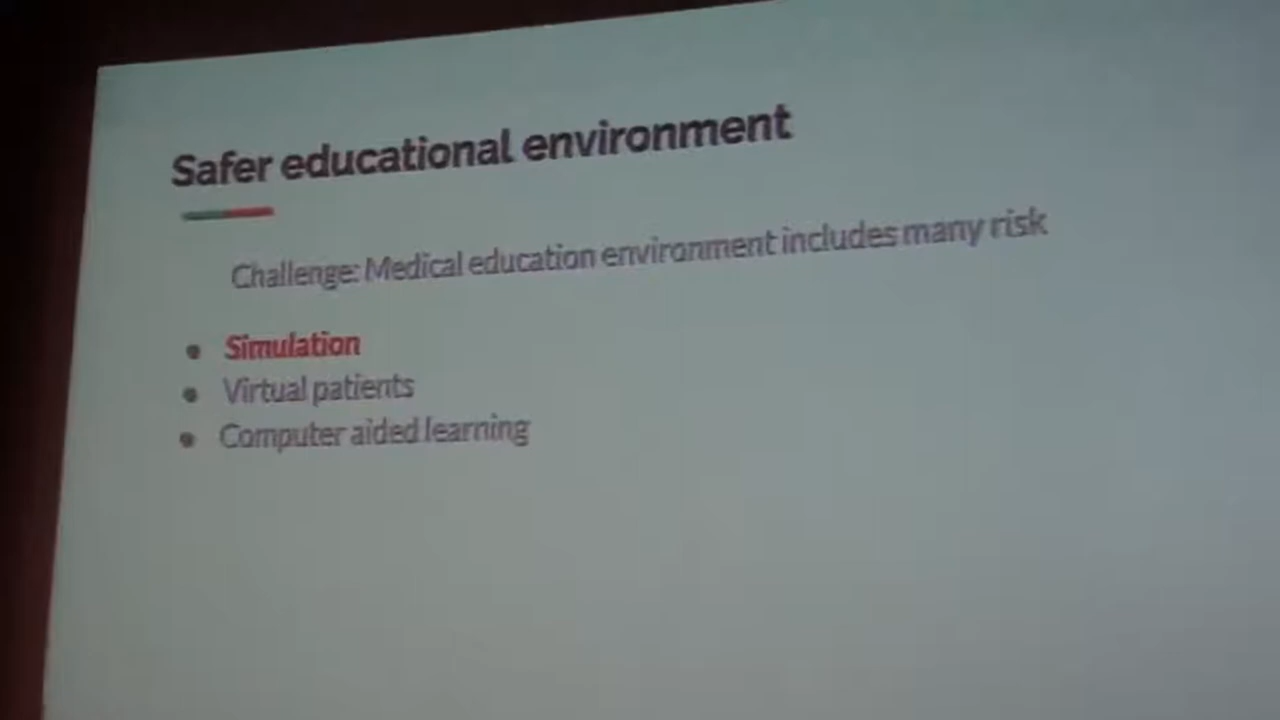 Safer educational environment
Challenge: Medical education environment includes many risk
Simulation
Virtual patients
Computer aided learning